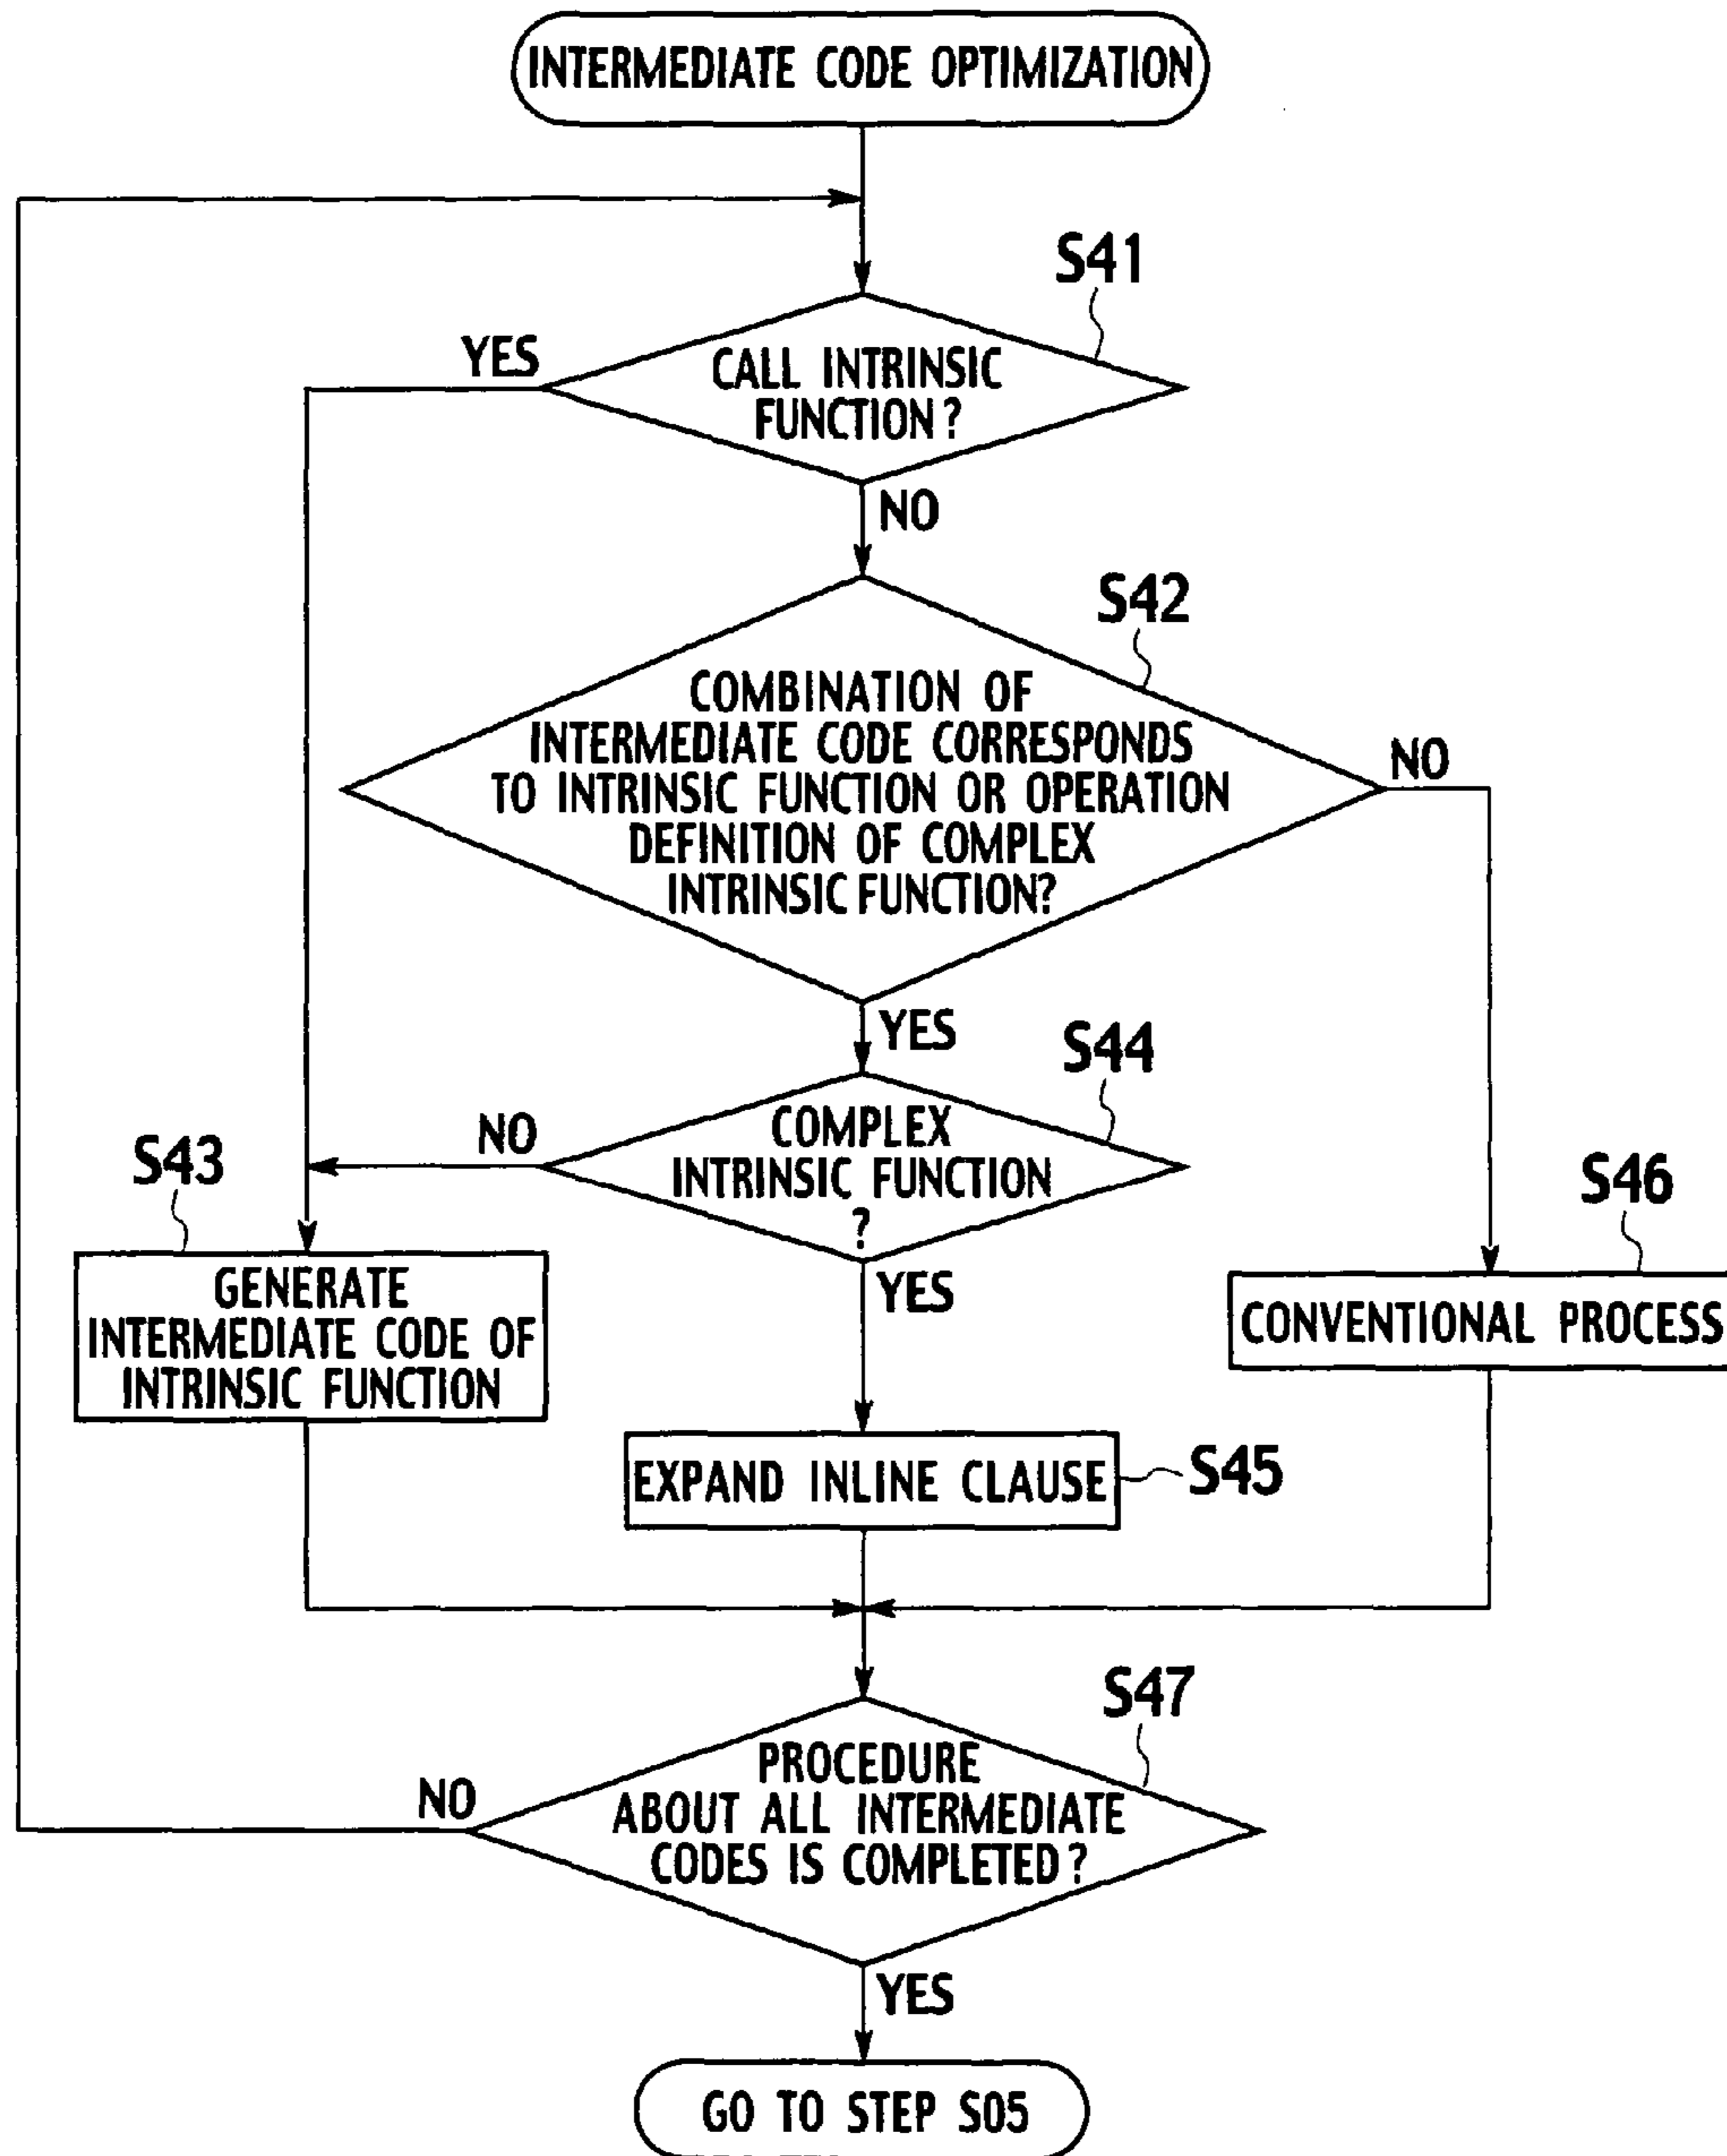 INTERMEDIATE CODE OPTIMIZATION
S41
YES
CALL INTRINSIC
FUNCTION?
NO
S42
COMBINATION OF
INTERMEDIATE CODE CORRESPONDS
TO INTRINSIC FUNCTION OR OPERATION
DEFINITION OF COMPLEX
INTRINSIC FUNCTION?
NO
YES
S44
NO
COMPLEX
INTRINSIC FUNCTION
?
S43
S46
GENERATE
INTERMEDIATE CODE OF
INTRINSIC FUNCTION
YES
CONVENTIONAL PROCESS
EXPAND INLINE CLAUSE
S45
S47
NO
PROCEDURE
ABOUT ALL INTERMEDIATE
CODES IS COMPLETED?
YES
GO TO STEP S05